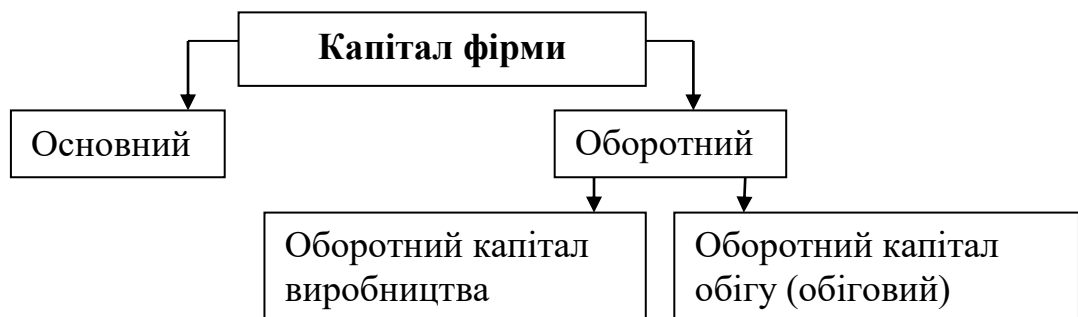 Капітал фірми
Основний
Оборотний
Оборотний капітал
виробництва
Оборотний капітал
обігу (обіговий)